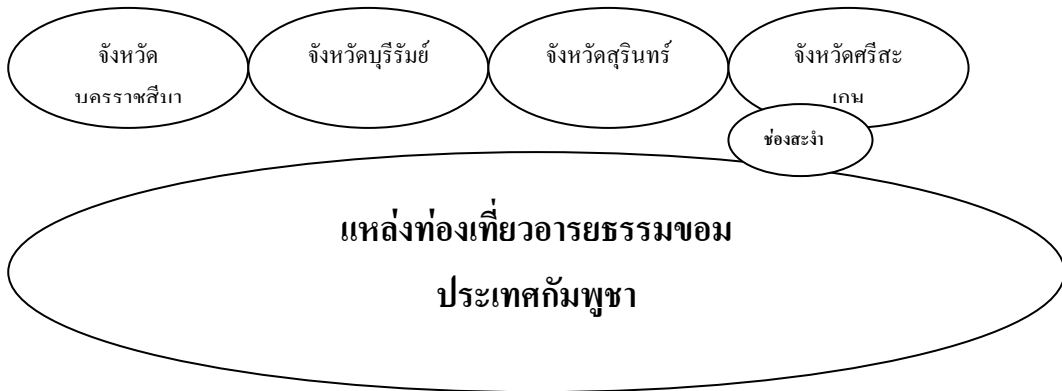 จังหวัด
นครราชสีมา
จังหวัดบุรีรัมย์
จังหวัดสุรินทร์
จังหวัดศรีสะ
เกษ
ช่องสะงำ
แหล่งท่องเที่ยวอารยธรรมขอม
ประเทศกัมพูชา